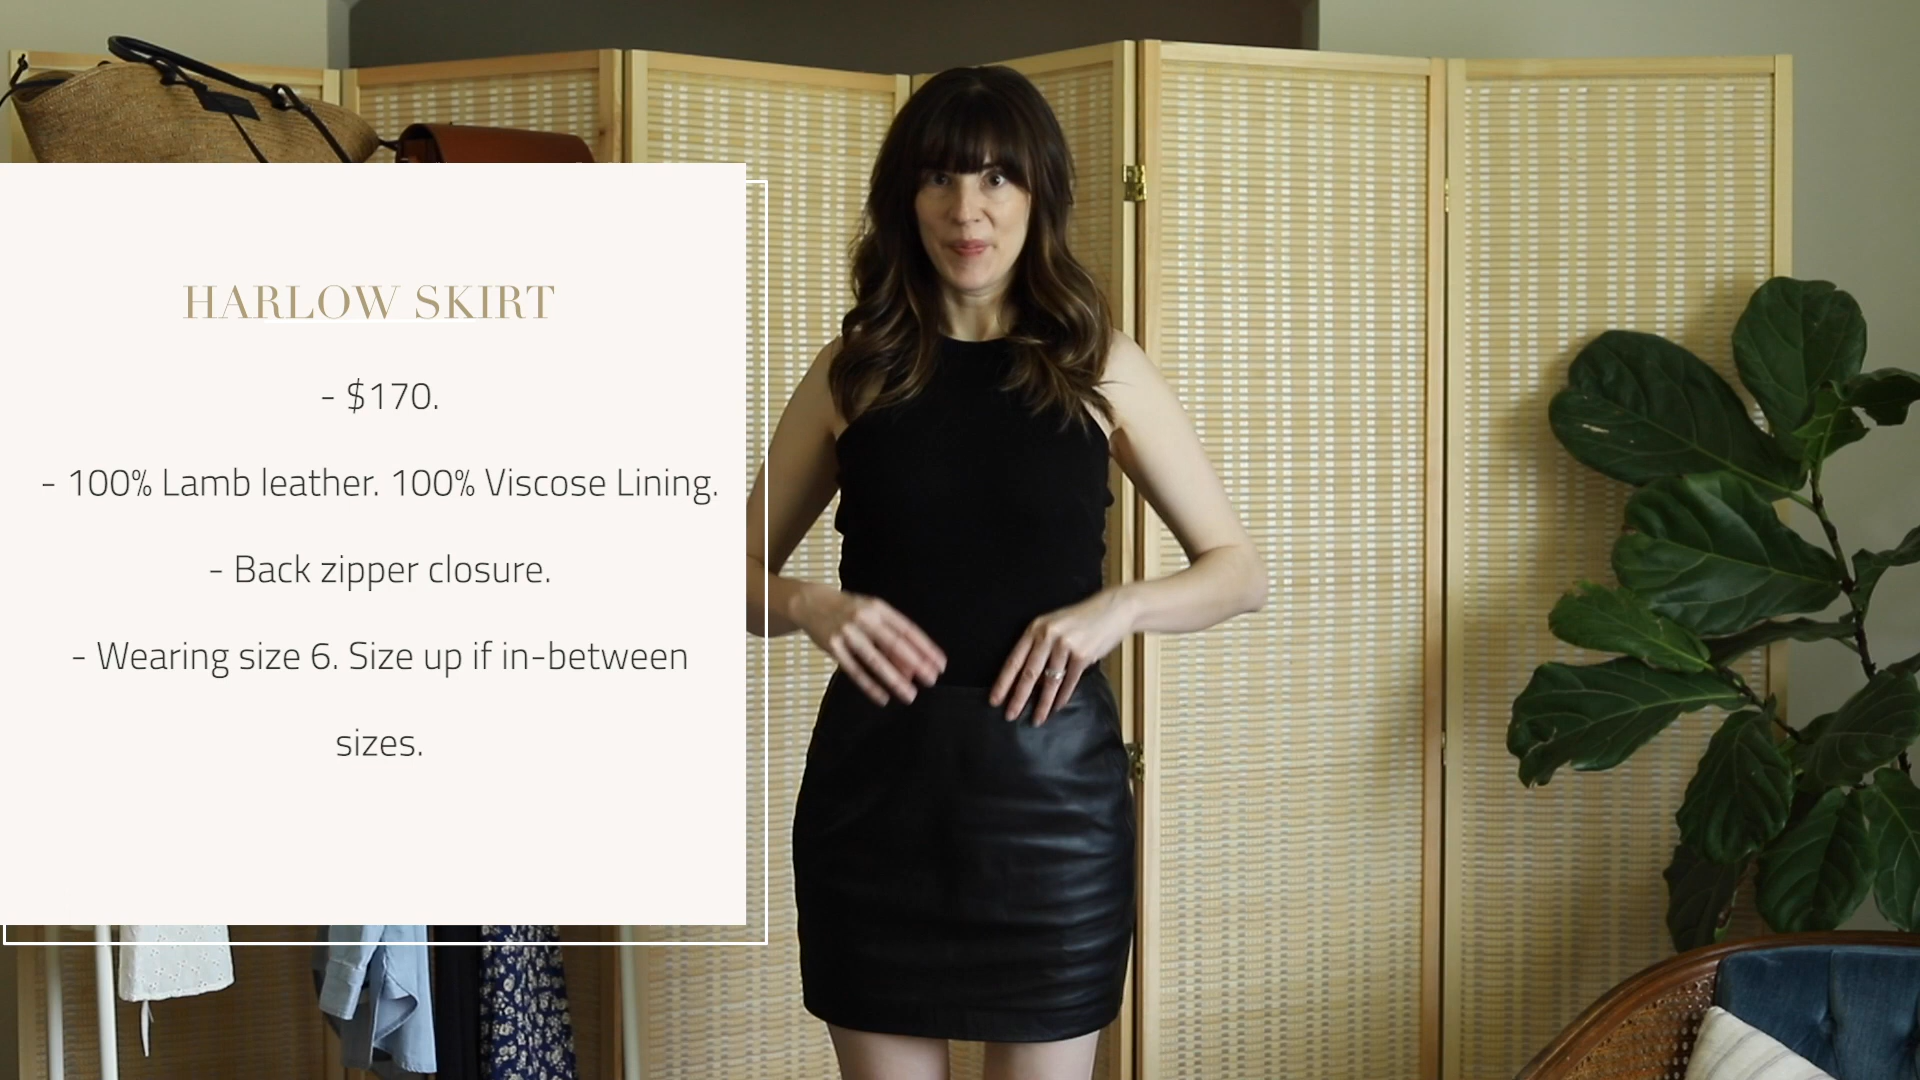 HARLOW SKIRT
- $170.
- 100% Lamb leather. 100% Viscose Lining.
- Back zipper closure.
- Wearing size 6. Size up if in-between
sizes.